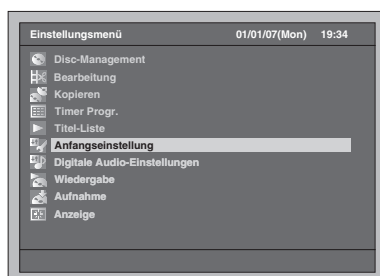 Einstellungsmenü 01/01/07(Mon) 19:34
Disc-Management
Bearbeitung
Kopieren
Timer Progr.
Titel-Liste
Anfangseinstellung
Digitale Audio-Einstellungen
Wiedergabe
Aufnahme
Anzeige